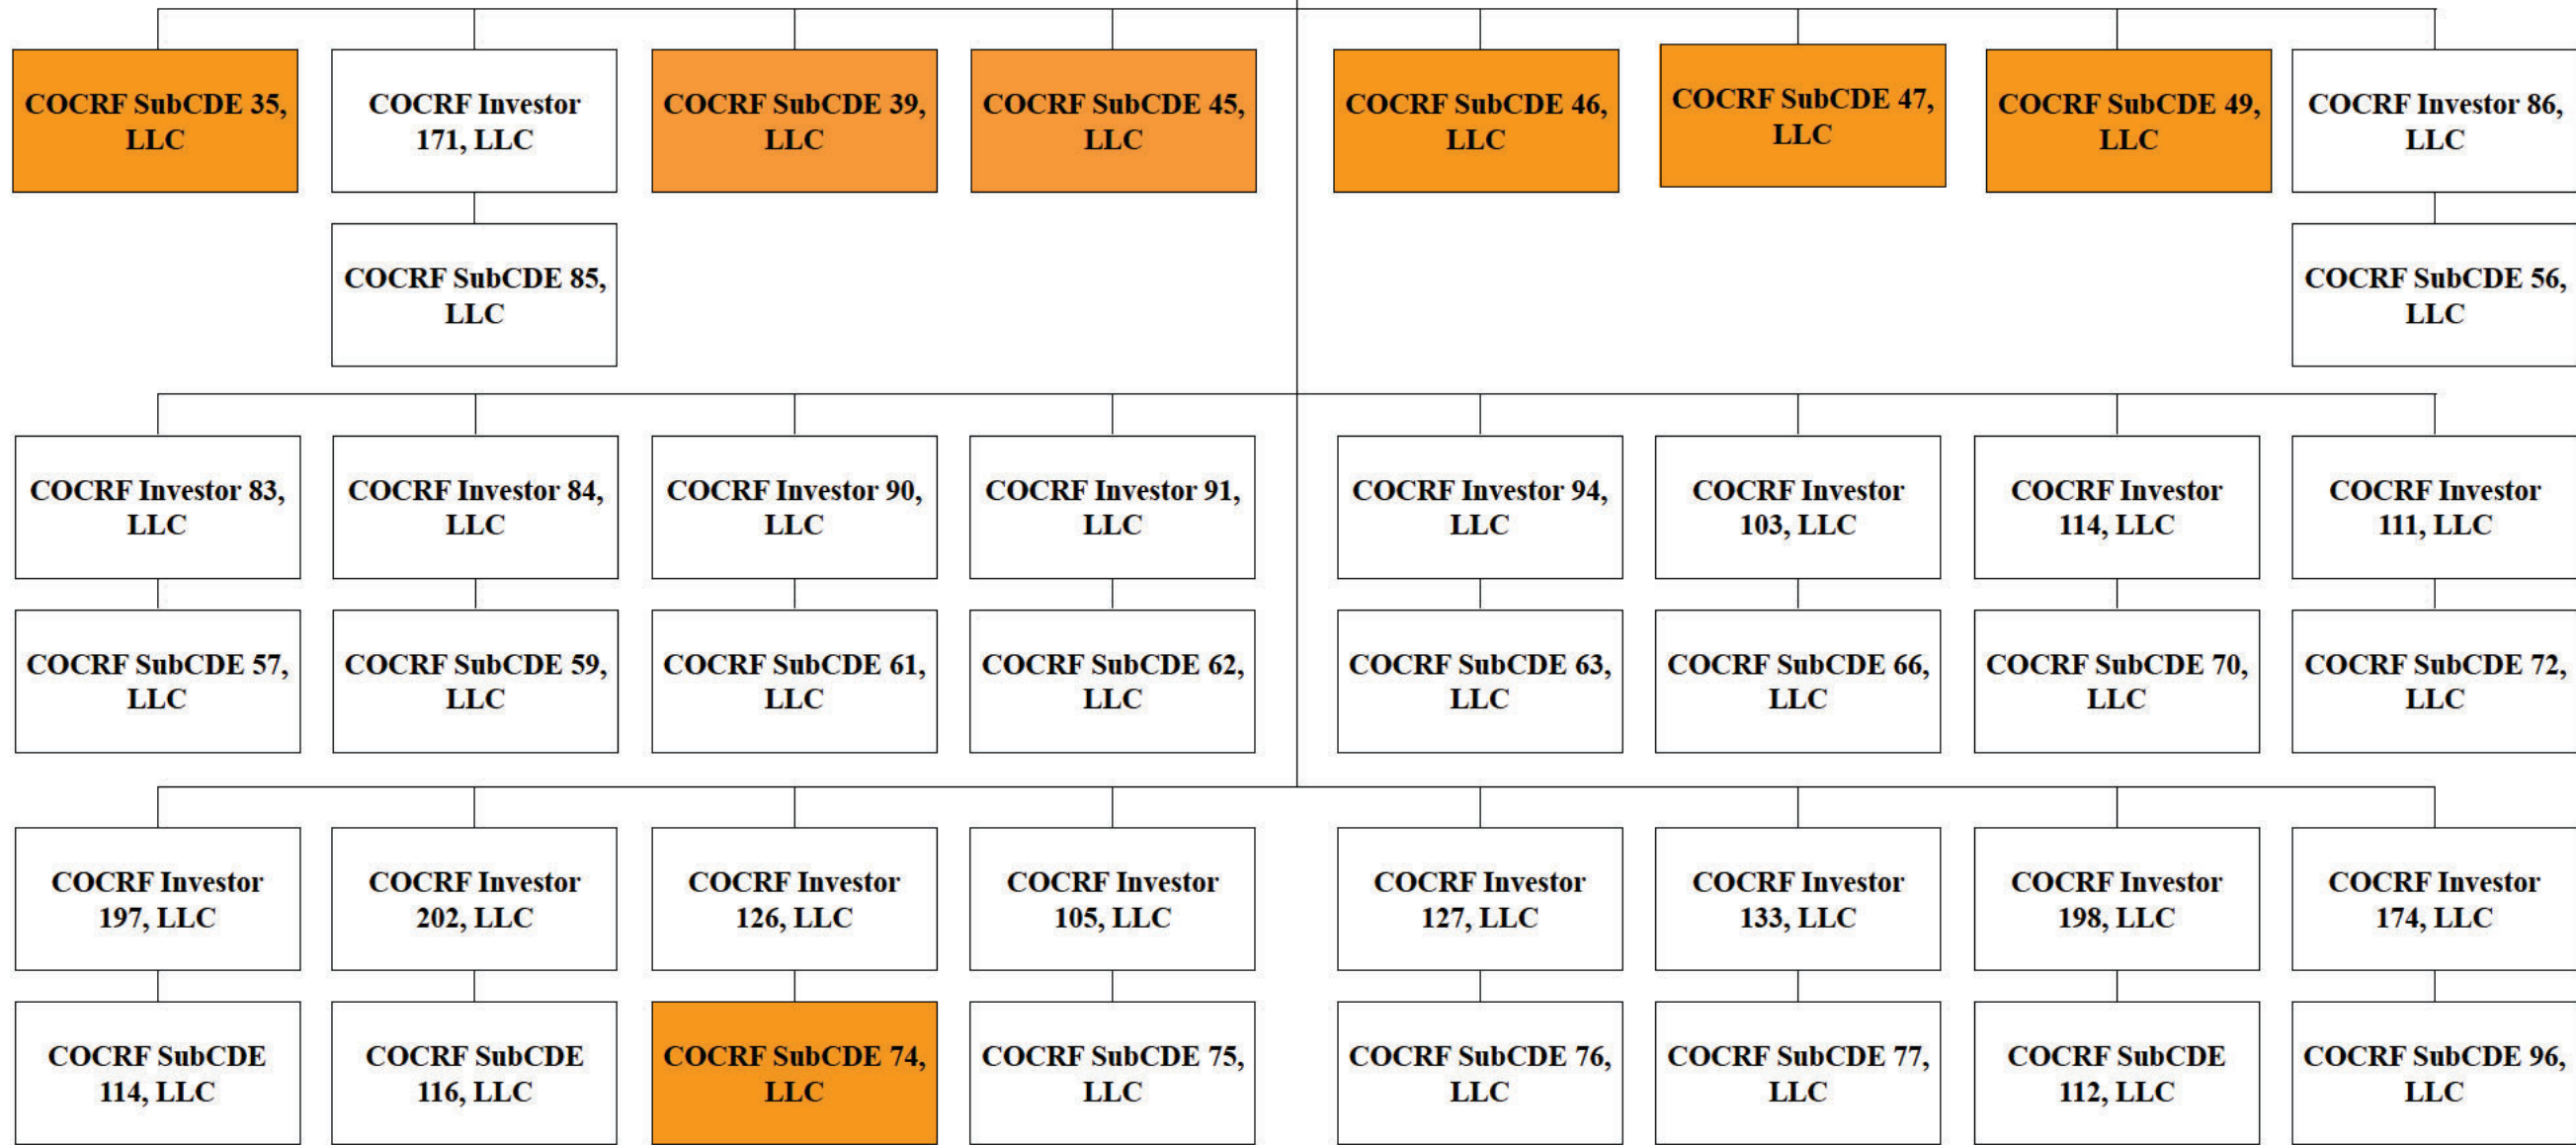 COCRF SubCDE 35,
LLC
COCRF Investor
171, LLC
COCRF SubCDE 39,
LLC
COCRF SubCDE 45,
LLC
COCRF SubCDE 46,
LLC
COCRF SubCDE 47,
LLC
COCRF SubCDE 49,
LLC
COCRF Investor 86,
LLC
COCRF SubCDE 85,
LLC
COCRF SubCDE 56,
LLC
COCRF Investor 83,
LLC
COCRF Investor 84,
LLC
COCRF Investor 90,
LLC
COCRF Investor 91,
LLC
COCRF Investor 94,
LLC
COCRF Investor
103, LLC
COCRF Investor
114, LLC
COCRF Investor
111, LLC
COCRF SubCDE 57,
LLC
COCRF SubCDE 59,
LLC
COCRF SubCDE 61,
LLC
COCRF SubCDE 62,
LLC
COCRF SubCDE 63,
LLC
COCRF SubCDE 66,
LLC
COCRF SubCDE 70,
LLC
COCRF SubCDE 72,
LLC
COCRF Investor
197, LLC
COCRF Investor
202, LLC
COCRF Investor
126, LLC
COCRF Investor
105, LLC
COCRF Investor
127, LLC
COCRF Investor
133, LLC
COCRF Investor
198, LLC
COCRF Investor
174, LLC
COCRF SubCDE
114, LLC
COCRF SubCDE
116, LLC
COCRF SubCDE 74,
LLC
COCRF SubCDE 75,
LLC
COCRF SubCDE 76,
LLC
COCRF SubCDE 77,
LLC
COCRF SubCDE
112, LLC
COCRF SubCDE 96,
LLC